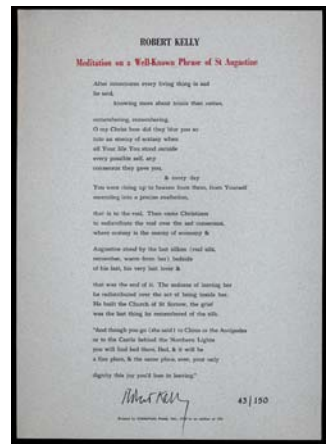 ROBERT KELLY
Meditation on a Well-Known Phrase of St Augustine
After intercourse every living thing is sad
he said,
knowing more about tristis than omnes,
remembering, remembering.
O my Christ how did they hire you
into an enemy of ecstasy when
all Your life You stood outside
every possible self, any
consensus they gave you,
& every day
You were rising up to heaven from them, from Yourself
ascending into a precise exaltation,
that is to the real. Then came Christians
to redistribute the real over the sad consensus,
where ecstasy is the enemy of economy &
Augustine stood by the last silken (real silk,
remember, warm from her) bedside
of his last, his very last lover &
that was the end of it. The sadness of leaving her
he redistributed over the act of being inside her.
He built the Church of St Sorrow, the grief
was the last thing he remembered of the silk.
"And though you go (she said) to China or the Antipodes
or to the Castle behind the Northern Lights
you will find bed there, Bed, & it will be
a fine place, & the same place, ever, your only
dignity the joy you'll lose in leaving."
Robert Kelly
43/150